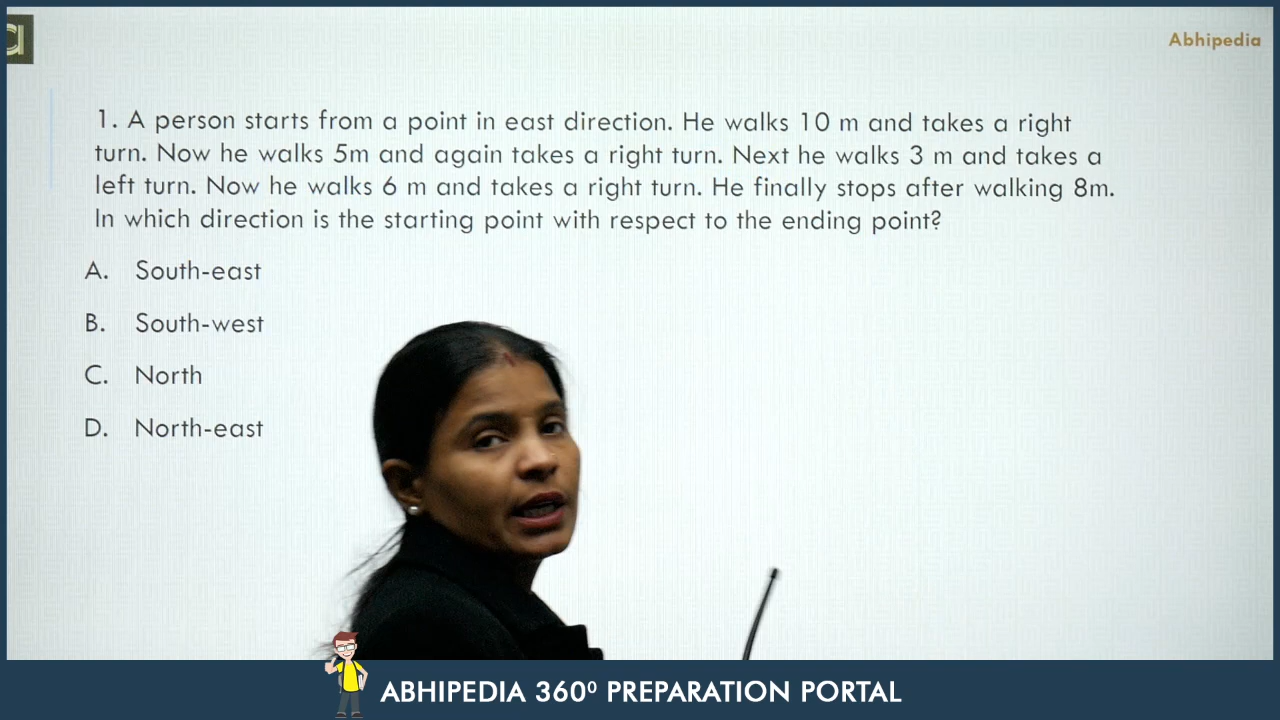 Abhipedia
1. A person starts from a point in east direction. He walks 10 m and takes a right
turn. Now he walks 5m and again takes a right turn. Next he walks 3 m and takes a
left turn. Now he walks 6 m and takes a right turn. He finally stops after walking 8m.
In which direction is the starting point with respect to the ending point?
A. South-east
B. South-west
C. North
D. North-east
ABHIPEDIA 360⁰ PREPARATION PORTAL